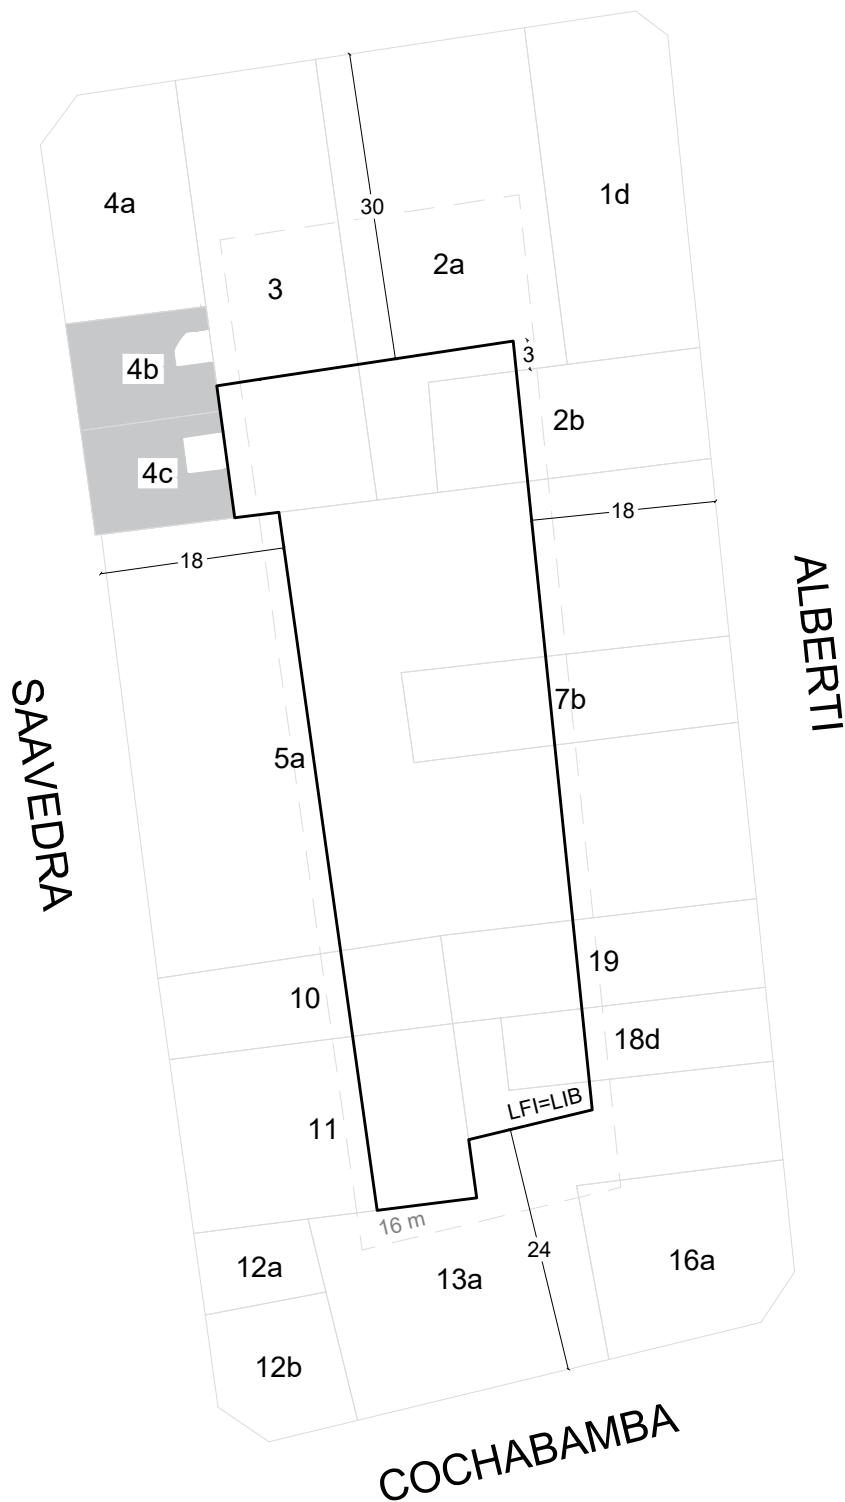 4a
1d
30
2a
3
3
4b
2b
4c
18
18
ALBERTI
SAAVEDRA
7b
5a
19
10
18d
LFI=LIB
11
16 m
24
12a
13a
16a
12b
COCHABAMBA